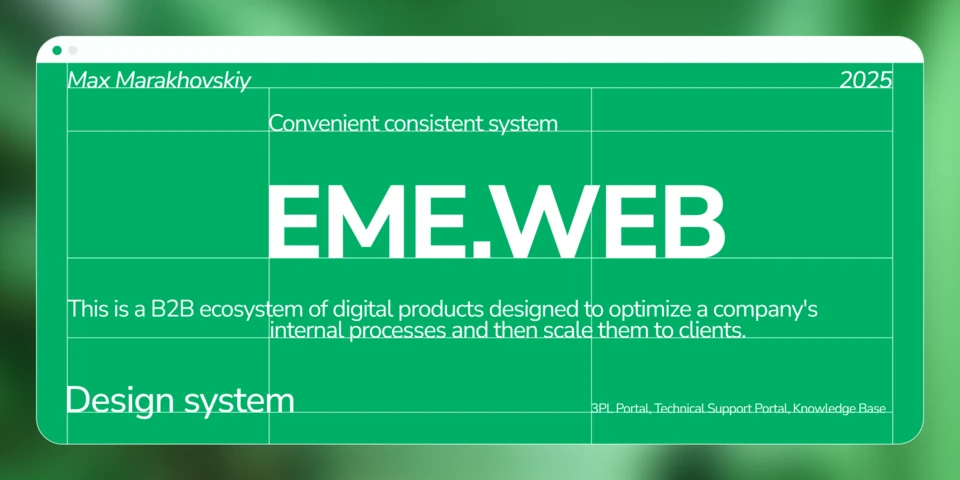 Max Marakhovskiy
2025
Convenient consistent system
EME.WEB
This is a B2B ecosystem of digital products designed to optimize a company's
internal processes and then scale them to clients.
Design system
3PL Portal, Technical Support Portal, Knowledge Base